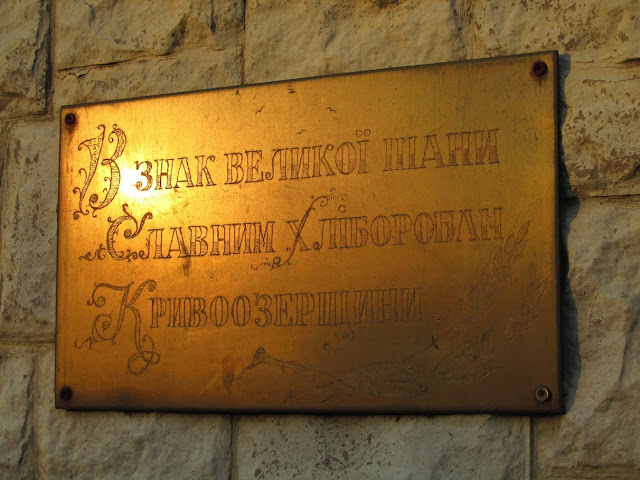 В знак великої шани
Славним Хліборобам
Кривоозерщини.